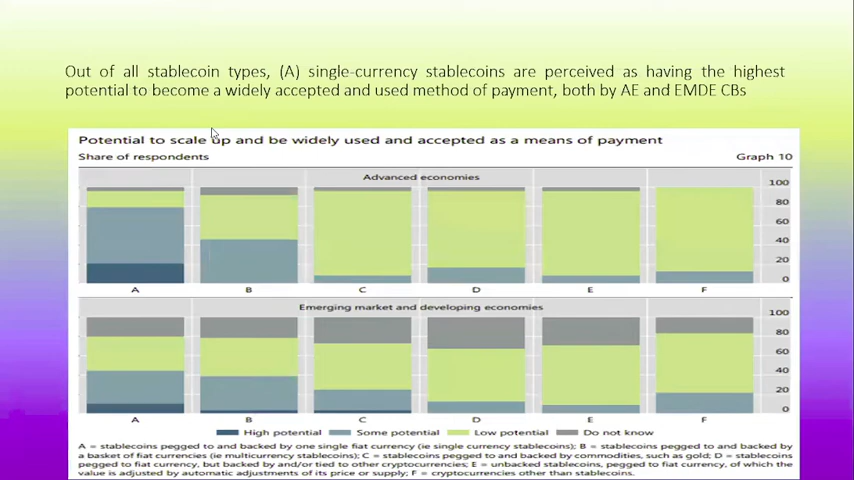 Out of all stablecoin types, (A) single-currency stablecoins are perceived as having the highest
potential to become a widely accepted and used method of payment, both by AE and EMDE CBs
Potential to scale up and be widely used and accepted as a means of payment
Share of respondents Graph 10
Advanced economies
100
80
60
40
20
0
A B C D E F
Emerging market and developing economies
100
80
60
40
20
0
A B C D E F
High potential Some potential Low potential Do not know
A = stablecoins pegged to and backed by one single fiat currency (ie single currency stablecoins); B = stablecoins pegged to and backed by
a basket of fiat currencies (ie multicurrency stablecoins); C = stablecoins pegged to and backed by commodities, such as gold; D = stablecoins
pegged to fiat currency, but backed by and/or tied to other cryptocurrencies; E = unbacked stablecoins, pegged to fiat currency, of which the
value is adjusted by automatic adjustments of its price or supply; F = cryptocurrencies other than stablecoins.